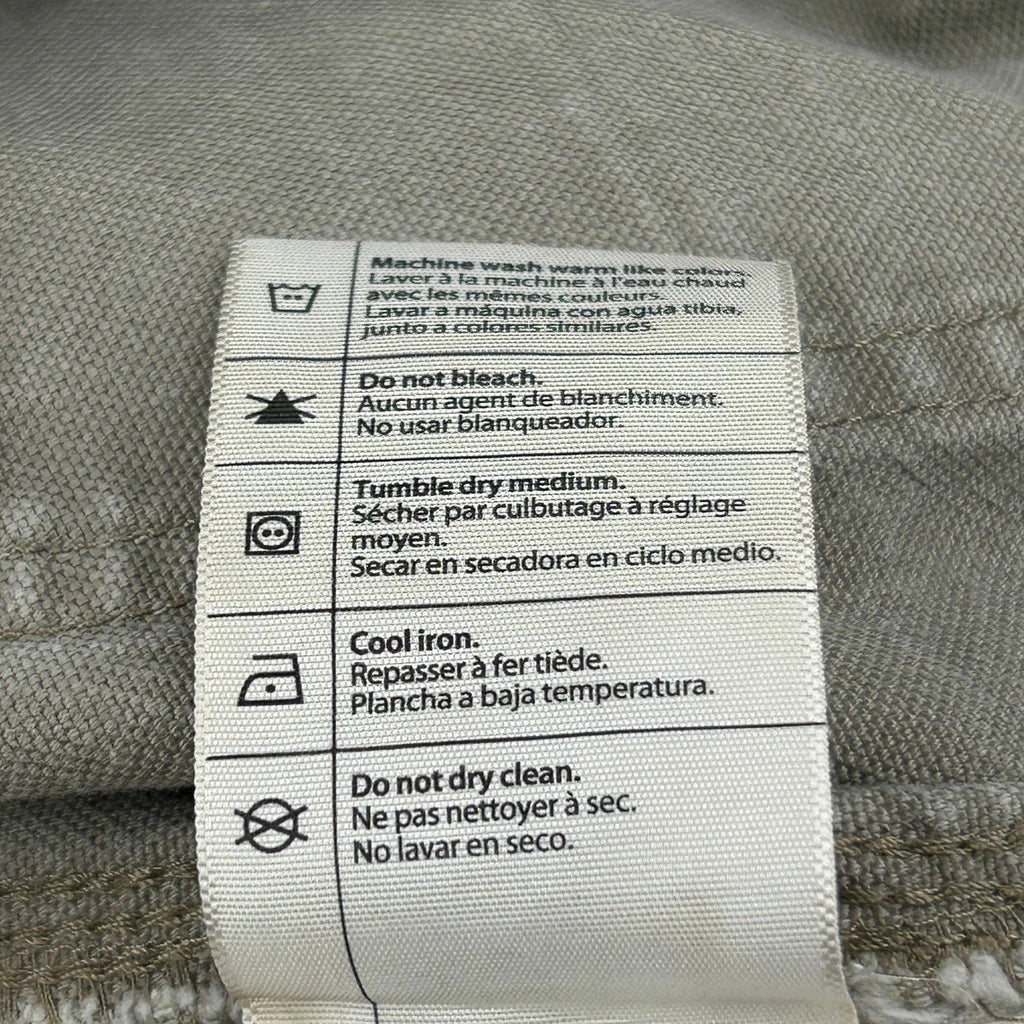 Machine wash warm like colors.
Laver à la machine à l'eau chaud
avec les mêmes couleurs.
Lavar a máquina con agua tibia,
junto a colores similares.
Do not bleach.
Aucun agent de blanchiment.
No usar blanqueador.
Tumble dry medium.
Sécher par culbutage à réglage
moyen.
Secar en secadora en ciclo medio.
Cool iron.
Repasser à fer tiède.
Plancha a baja temperatura.
Do not dry clean.
Ne pas nettoyer à sec.
No lavar en seco.